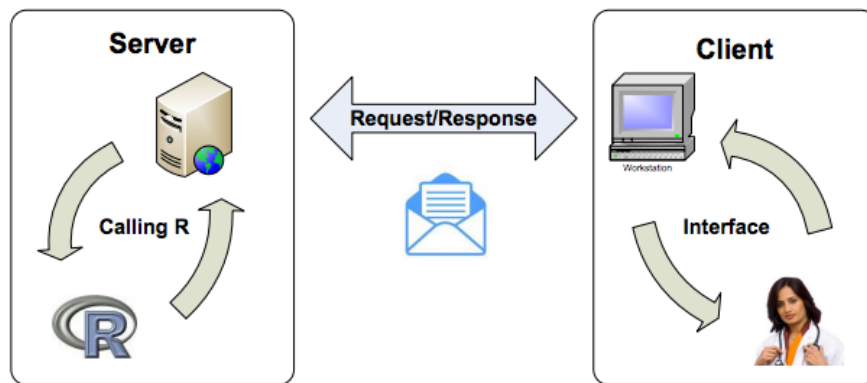 Server
Client
Request/Response
Workstation
Calling R
Interface
R